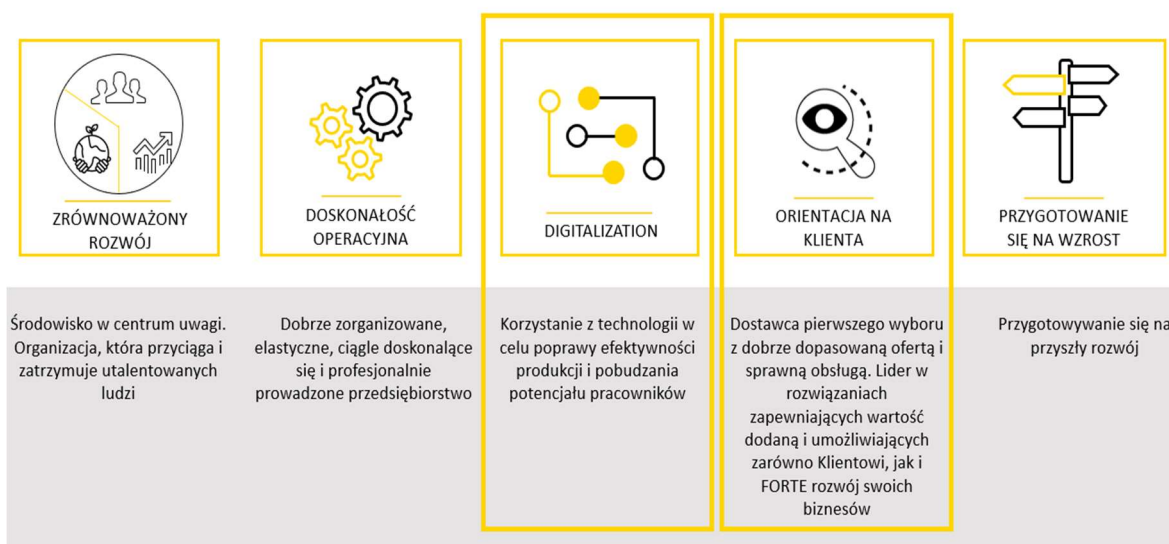 ZRÓWNOWAŻONY
ROZWÓJ
DOSKONAŁOŚĆ
OPERACYJNA
DIGITALIZATION
ORIENTACJA NA
KLIENTA
PRZYGOTOWANIE
SIĘ NA WZROST
Środowisko w centrum uwagi.
Organizacja, która przyciąga i
zatrzymuje utalentowanych
ludzi
Dobrze zorganizowane,
elastyczne, ciągle doskonalące
się i profesjonalnie
prowadzone przedsiębiorstwo
Korzystanie z technologii w
celu poprawy efektywności
produkcji i pobudzania
potencjału pracowników
Dostawca pierwszego wyboru
z dobrze dopasowaną ofertą i
sprawną obsługą. Lider w
rozwiązaniach
zapewniających wartość
dodaną i umożliwiających
zarówno Klientowi, jak i
FORTE rozwój swoich
biznesów
Przygotowywanie się na
przyszły rozwój